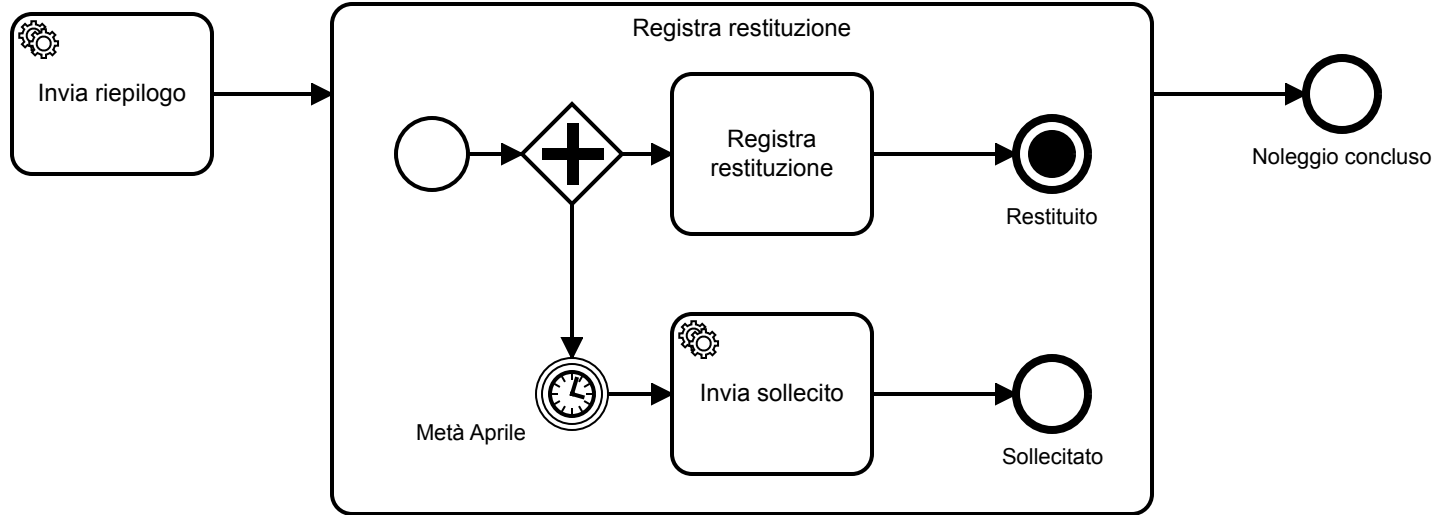 Registra restituzione
Invia riepilogo
Registra
restituzione
Noleggio concluso
Restituito
Invia sollecito
Metà Aprile
Sollecitato